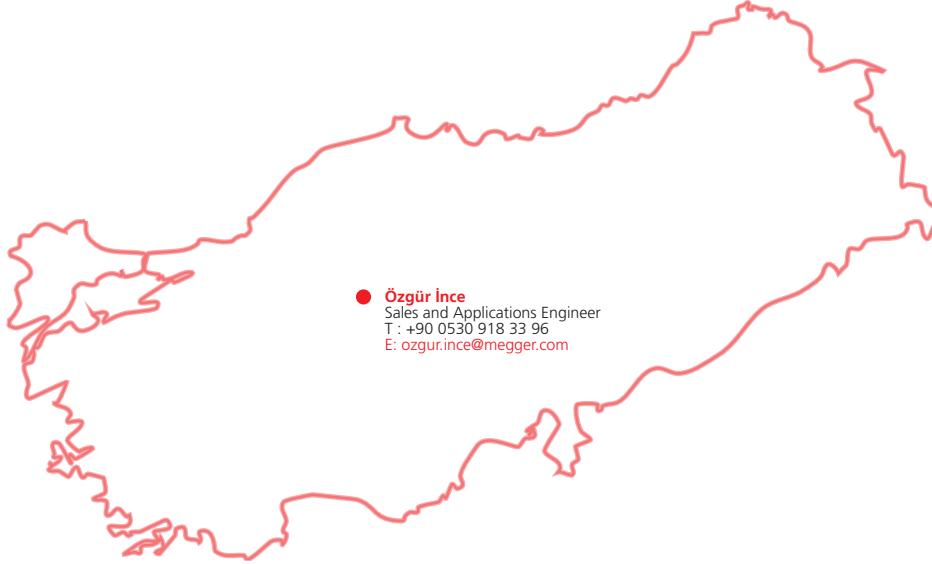 Özgür İnce
Sales and Applications Engineer
T : +90 0530 918 33 96
E: ozgur.ince@megger.com